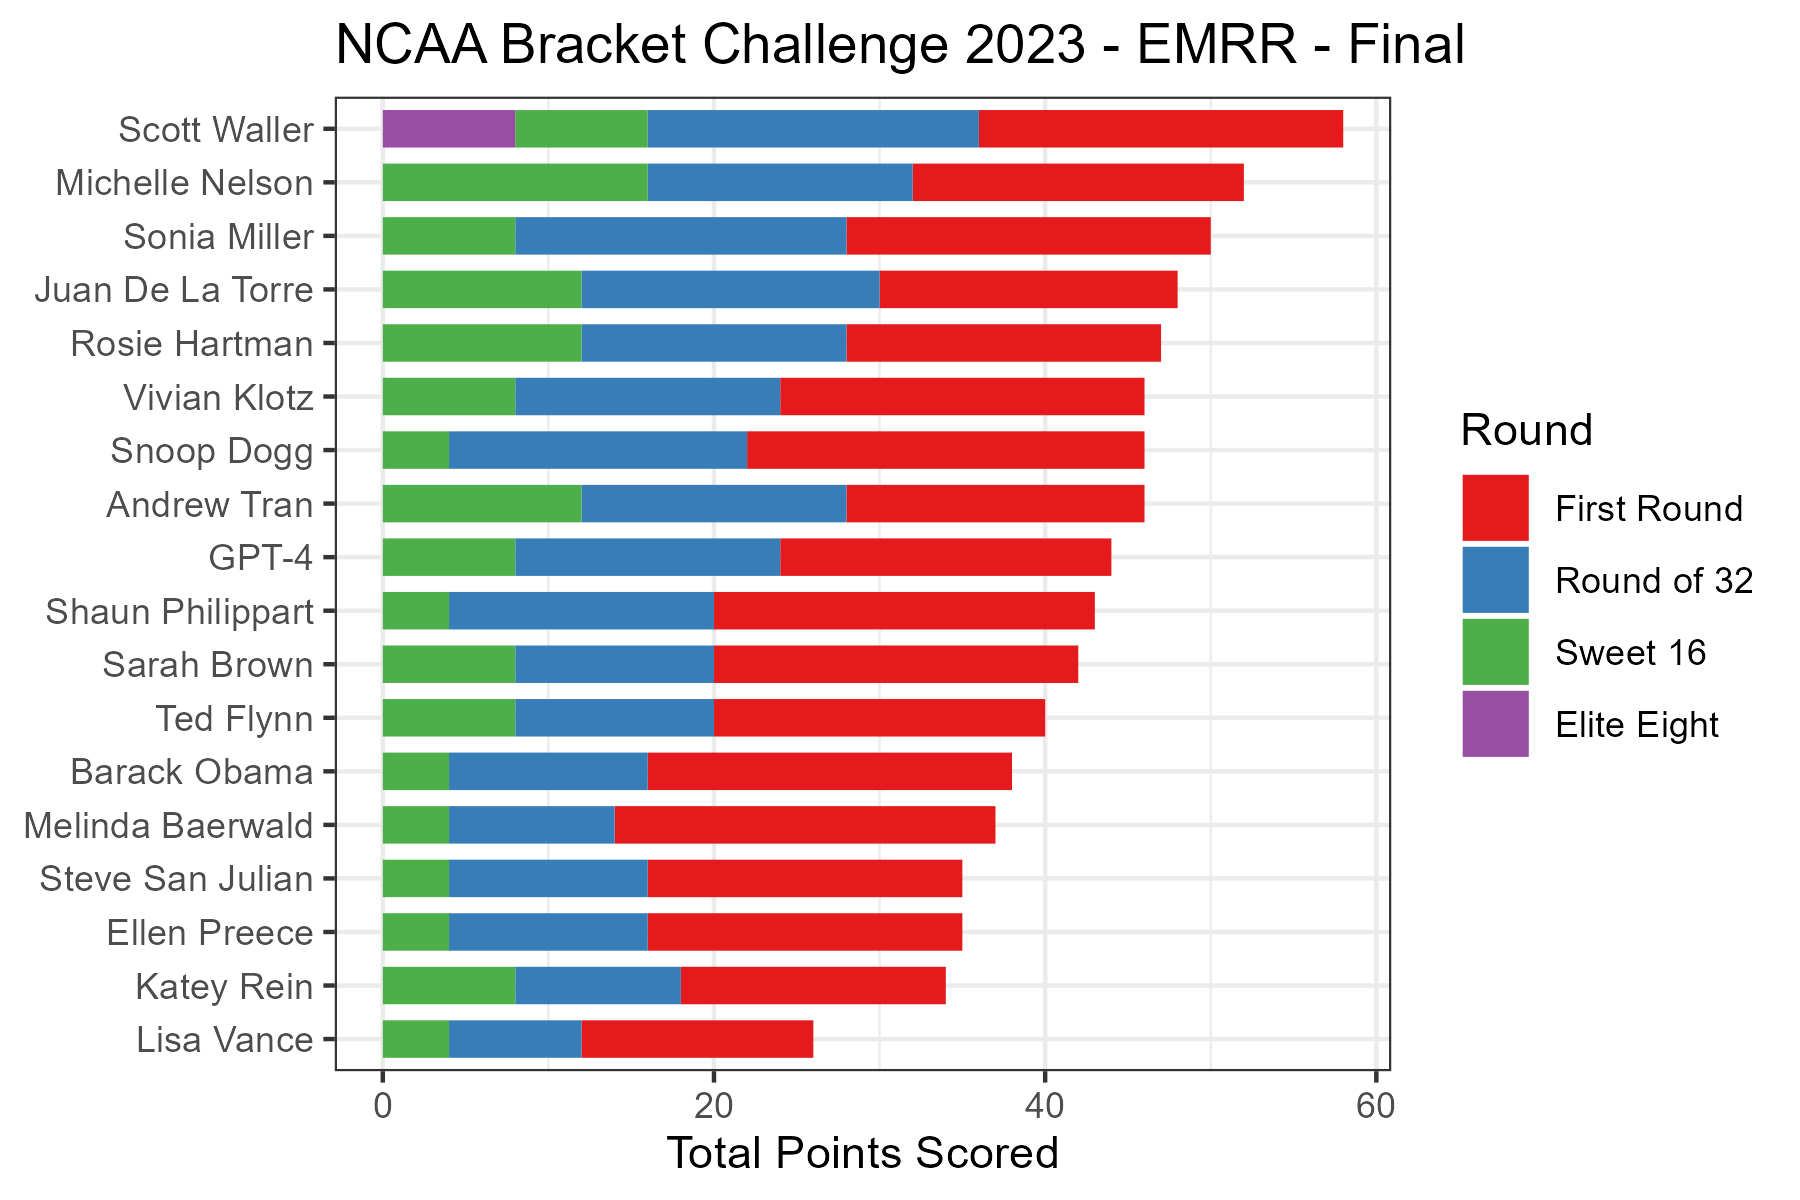 NCAA Bracket Challenge 2023 - EMRR - Final
Scott Waller
Michelle Nelson
Sonia Miller
Juan De La Torre
Rosie Hartman
Vivian Klotz
Snoop Dogg
Andrew Tran
GPT-4
Shaun Philippart
Sarah Brown
Ted Flynn
Barack Obama
Melinda Baerwald
Steve San Julian
Ellen Preece
Katey Rein
Lisa Vance
0 20 40 60
Total Points Scored
Round
First Round
Round of 32
Sweet 16
Elite Eight